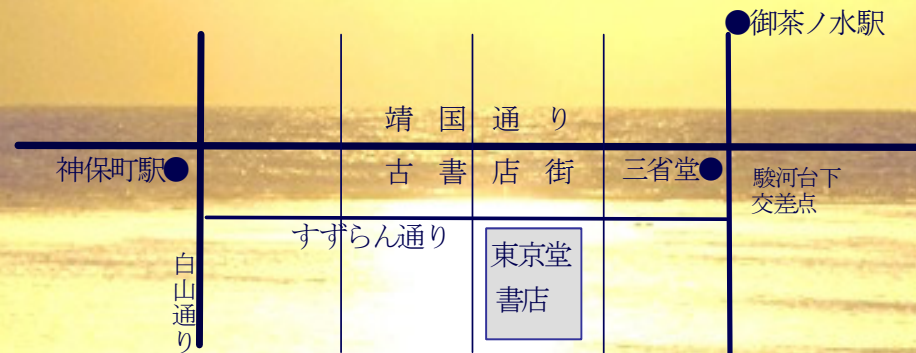 御茶ノ水駅
靖国通り
神保町駅
古書店街
三省堂
駿河台下
交差点
すずらん通り
東京堂
書店
白山通り